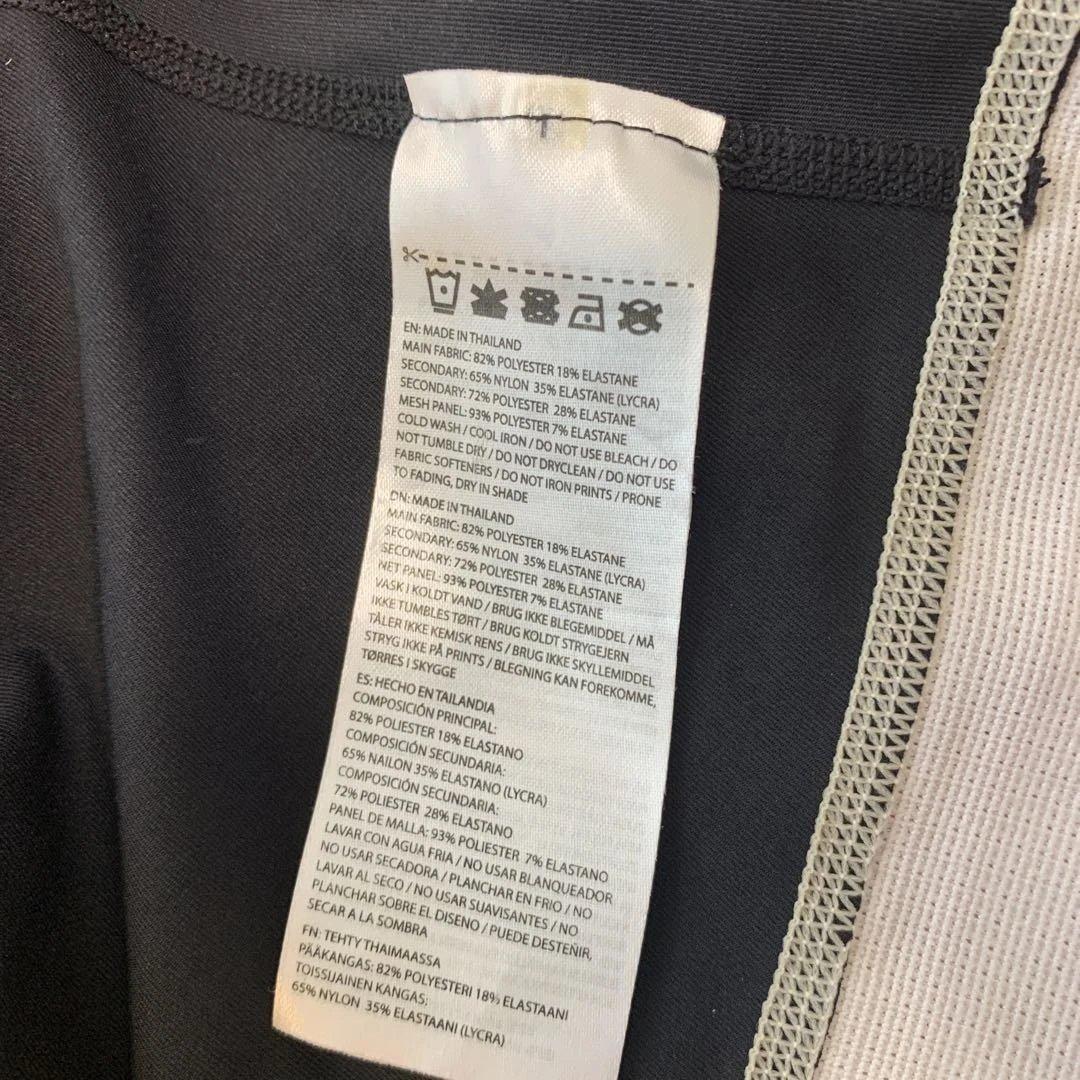 EN: MADE IN THAILAND
MAIN FABRIC: 82% POLYESTER 18% ELASTANE
SECONDARY: 65% NYLON 35% ELASTANE (LYCRA)
SECONDARY: 72% POLYESTER 28% ELASTANE
MESH PANEL: 93% POLYESTER 7% ELASTANE
COLD WASH / COOL IRON / DO NOT USE BLEACH / DO
NOT TUMBLE DRY / DO NOT DRYCLEAN / DO NOT USE
FABRIC SOFTENERS / DO NOT IRON PRINTS / PRONE
TO FADING, DRY IN SHADE
DN: MADE IN THAILAND
MAIN FABRIC: 82% POLYESTER 18% ELASTANE
SECONDARY: 65% NYLON 35% ELASTANE (LYCRA)
SECONDARY: 72% POLYESTER 28% ELASTANE
NET PANEL: 93% POLYESTER 7% ELASTANE
VASK I KOLDT VAND / BRUG IKKE BLEGEMIDDEL / MÅ
IKKE TUMBLES TØRT / BRUG KOLDT STRYGEJERN
TÅLER IKKE KEMISK RENS / BRUG IKKE SKYLLEMIDDEL
STRYG IKKE PÅ PRINTS / BLEGNING KAN FOREKOMME,
TØRRES I SKYGGE
ES: HECHO EN TAILANDIA
COMPOSICIÓN PRINCIPAL:
82% POLIESTER 18% ELASTANO
COMPOSICIÓN SECUNDARIA:
65% NAILON 35% ELASTANO (LYCRA)
COMPOSICIÓN SECUNDARIA:
72% POLIESTER 28% ELASTANO
PANEL DE MALLA: 93% POLIESTER 7% ELASTANO
LAVAR CON AGUA FRIA / NO USAR BLANQUEADOR
NO USAR SECADORA / PLANCHAR EN FRIO / NO
LAVAR AL SECO / NO USAR SUAVISANTES / NO
PLANCHAR SOBRE EL DISENO / PUEDE DESTEÑIR,
SECAR A LA SOMBRA
FN: TEHTY THAIMAASSA
PÄÄKANGAS: 82% POLYESTERI 18% ELASTAANI
TOISSIJAINEN KANGAS:
65% NYLON 35% ELASTAANI (LYCRA)